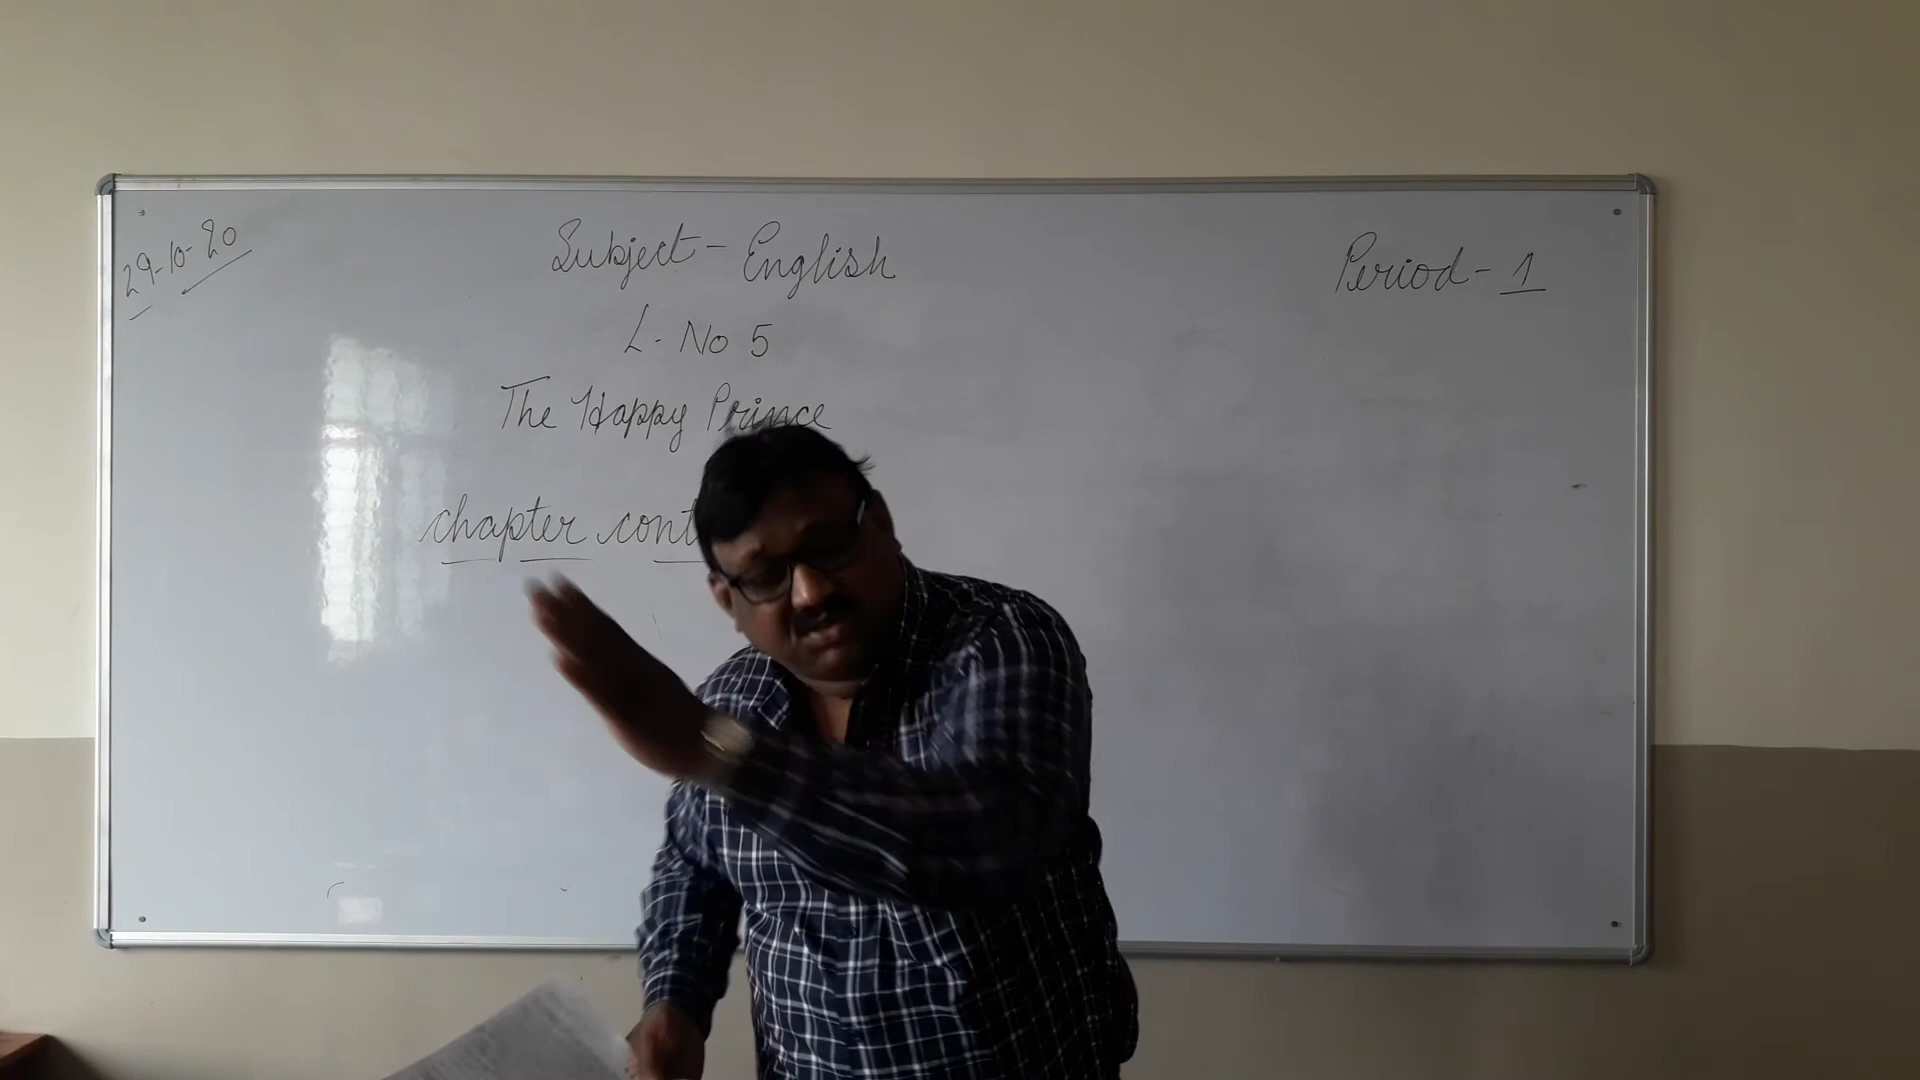 29-10-20
Subject - English
Period - 1
L. No 5
The Happy Prince
chapter cont